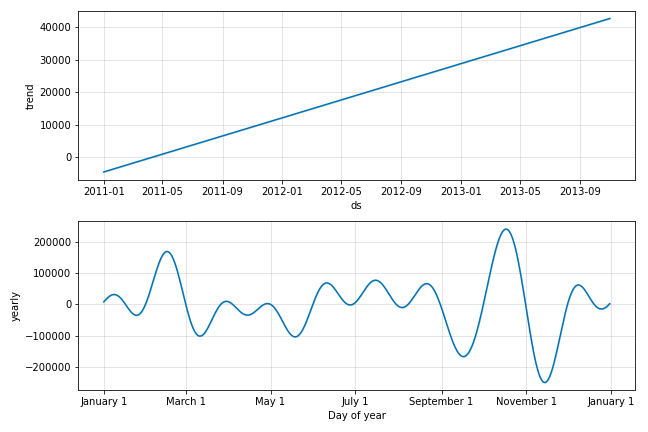 40000
30000
20000
10000
0
trend
2011-01 2011-05 2011-09 2012-01 2012-05 2012-09 2013-01 2013-05 2013-09
ds
200000
100000
0
−100000
−200000
yearly
January 1 March 1 May 1 July 1 September 1 November 1 January 1
Day of year